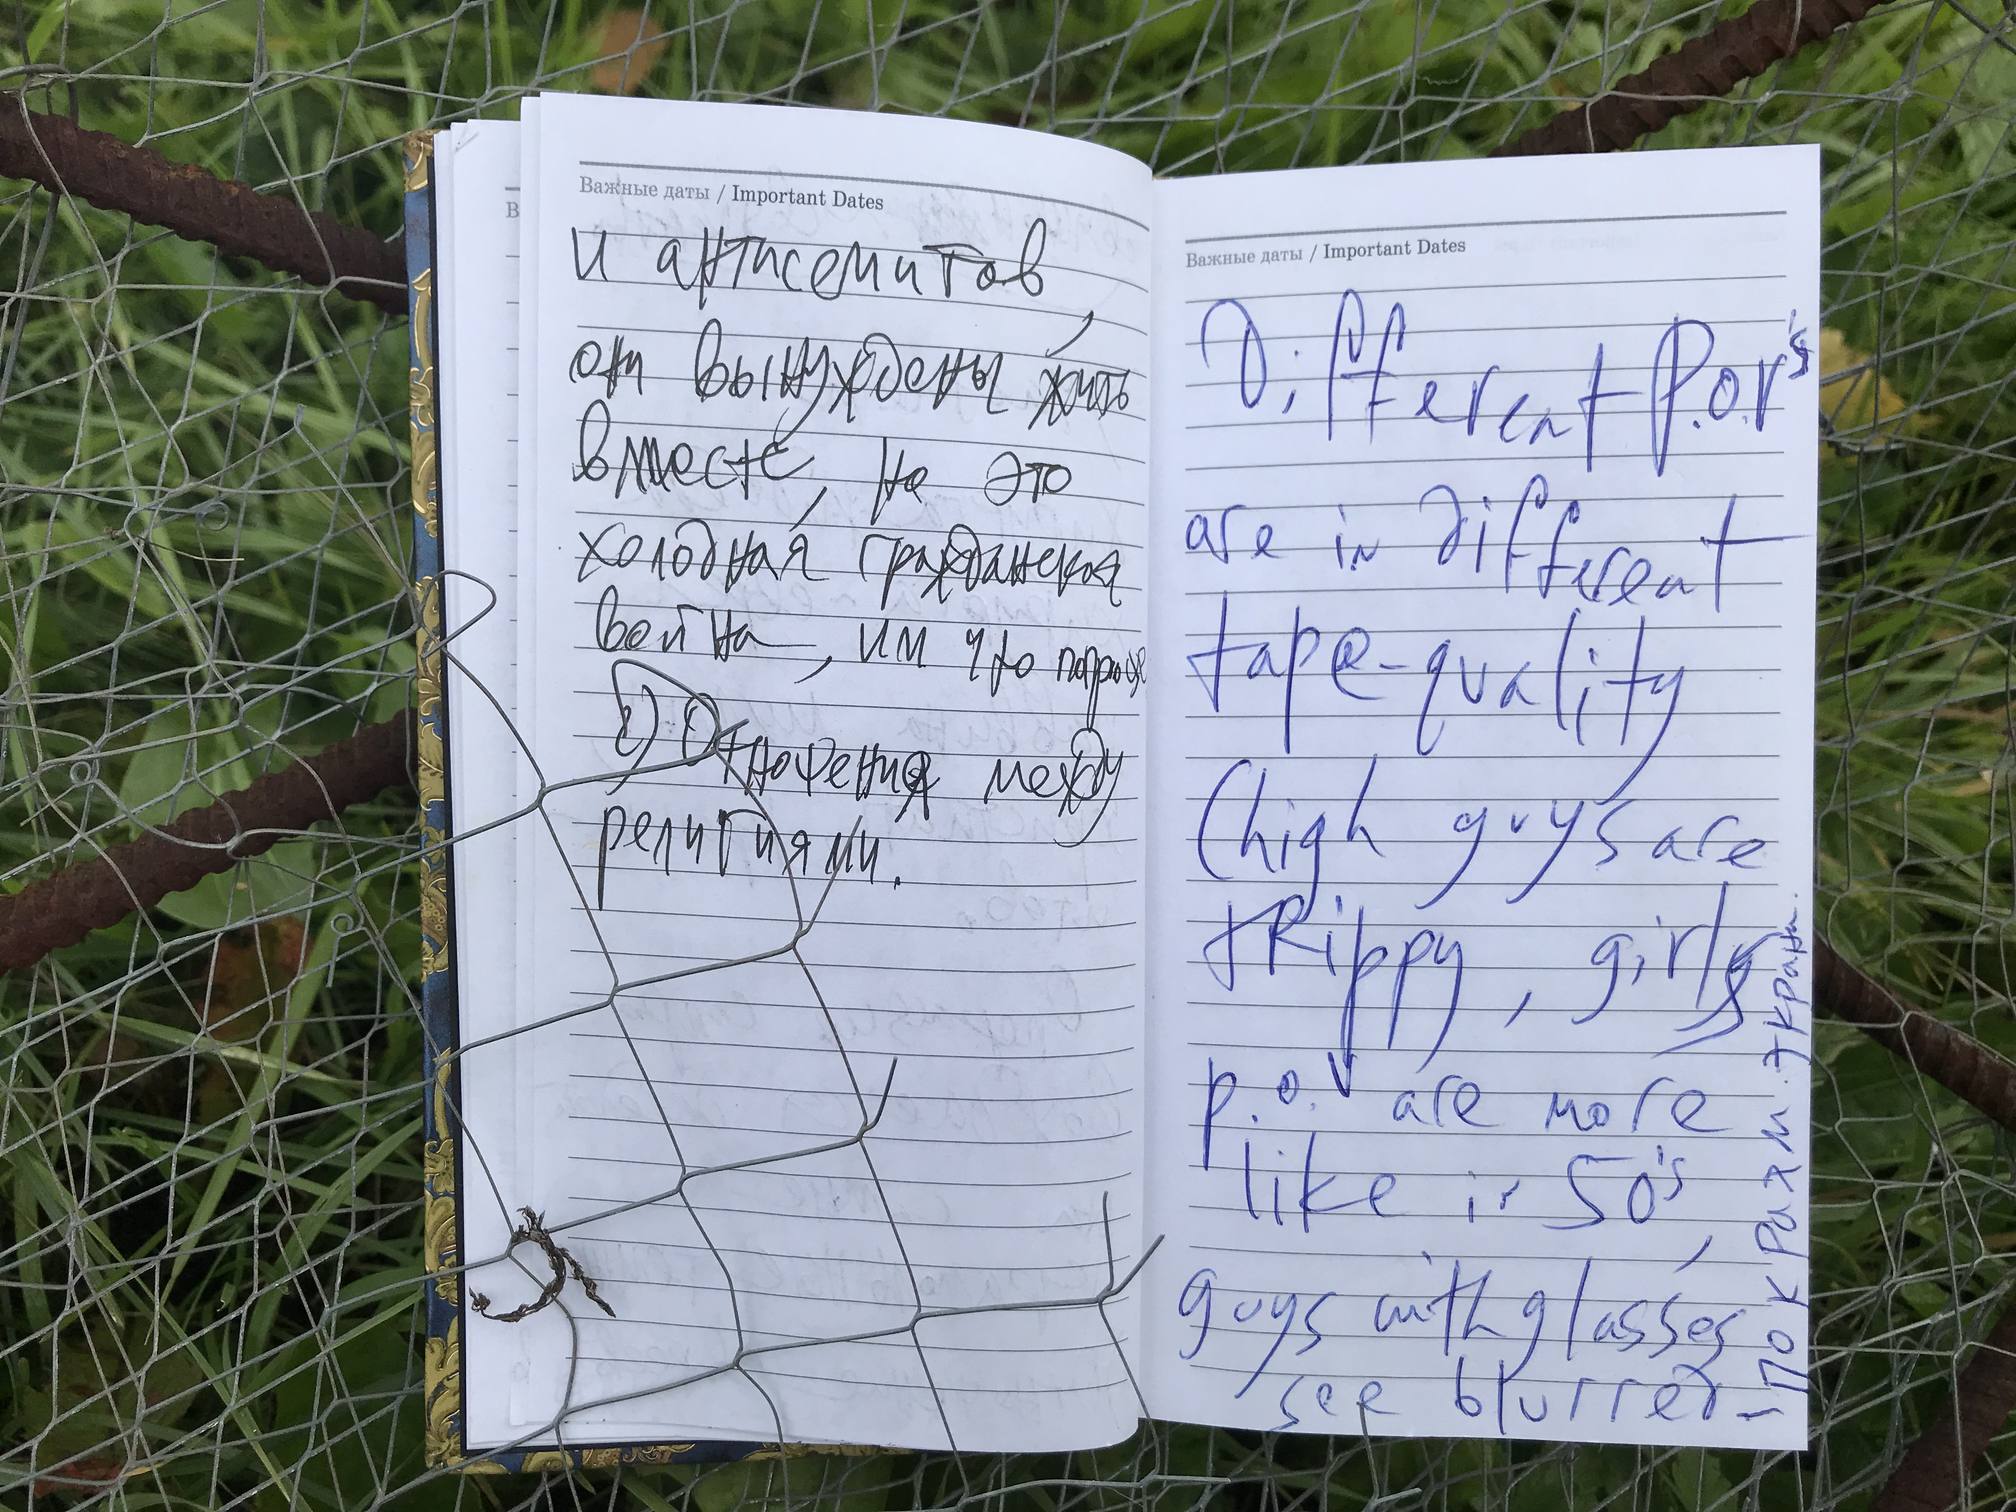 Важные даты / Important Dates
и антисемитов,
они вынуждены жить
вместе, но это
холодная гражданская
война, им что
2) Отношения между
религиями.
Важные даты / Important Dates
Different P.O.V's
are in different
tape-quality
(high guys are
trippy, girls
p.o.v are more
like in 50's,
guys with glasses
see blurred-
по краям экрана.